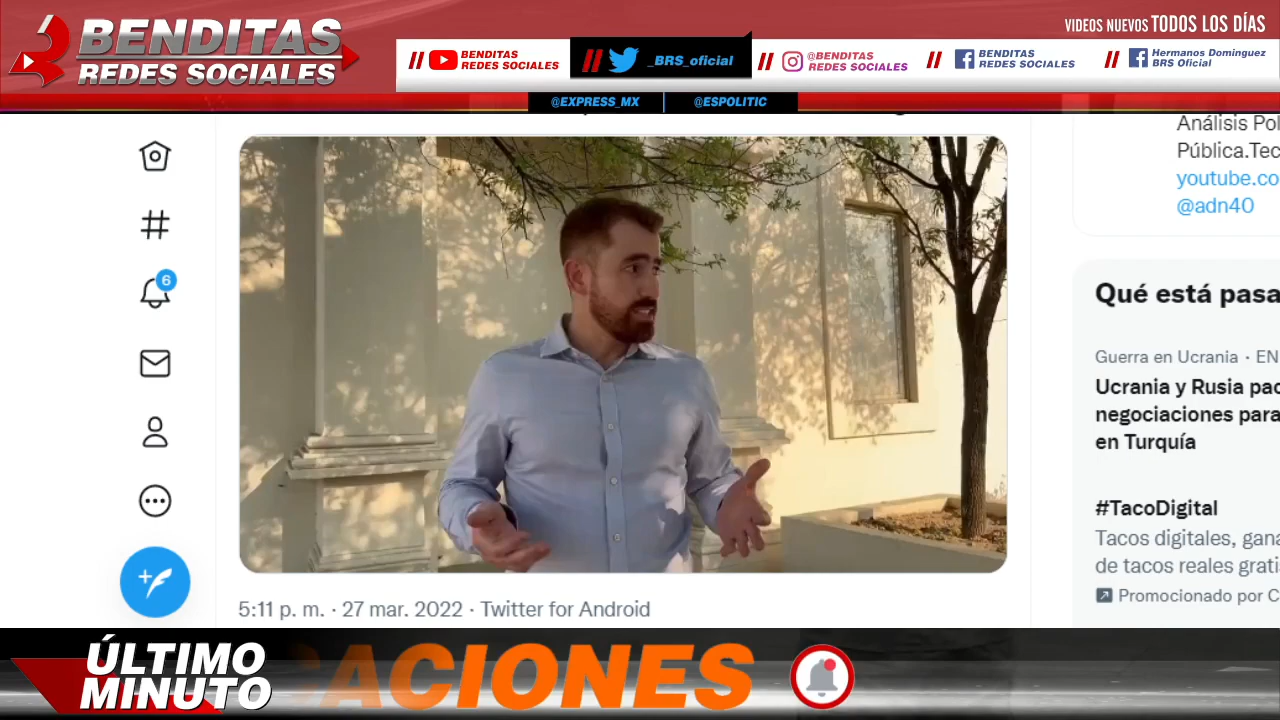 BENDITAS
REDES SOCIALES
VIDEOS NUEVOS TODOS LOS DÍAS
BENDITAS
REDES SOCIALES
_BRS_oficial
@BENDITAS
REDES SOCIALES
BENDITAS
REDES SOCIALES
Hermanos Dominguez
BRS Oficial
@EXPRESS_MX
@ESPOLITIC
6
Análisis Pol
Pública.Tec
youtube.co
@adn40
Qué está pasa
Guerra en Ucrania · EN
Ucrania y Rusia pac
negociaciones para
en Turquía
#TacoDigital
Tacos digitales, gana
de tacos reales grati
Promocionado por C
5:11 p. m. · 27 mar. 2022 · Twitter for Android
ÚLTIMO
MINUTO
ACIONES